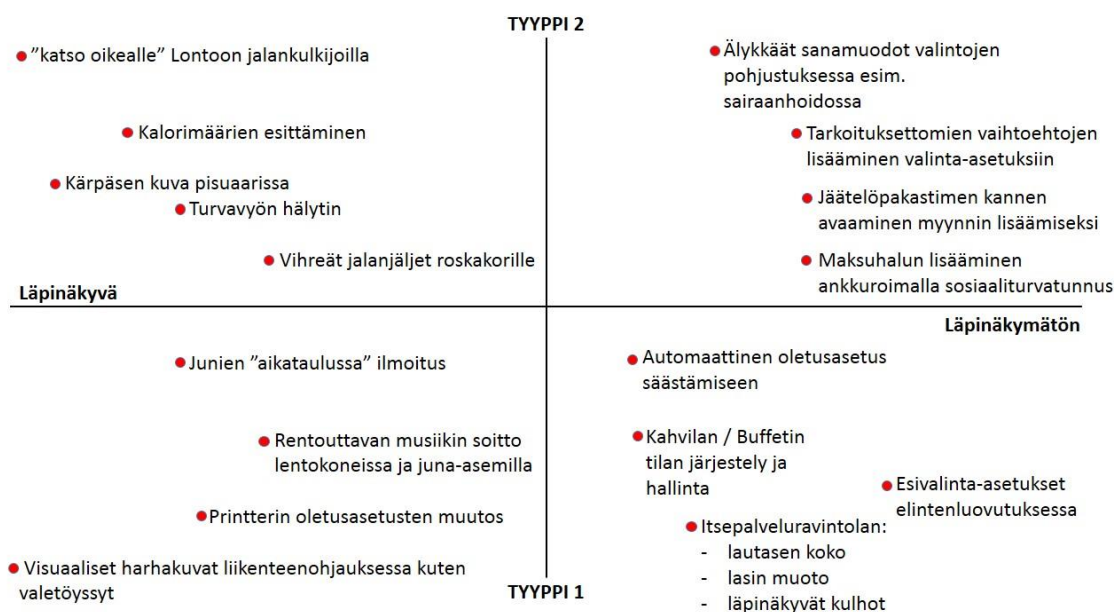 TYYPPI 2
”katso oikealle” Lontoon jalankulkijoilla
Kalorimäärien esittäminen
Kärpäsen kuva pisuaarissa
Turvavyön hälytin
Vihreät jalanjäljet roskakorille
Älykkäät sanamuodot valintojen
pohjustuksessa esim.
sairaanhoidossa
Tarkoituksettomien vaihtoehtojen
lisääminen valinta-asetuksiin
Jäätelöpakastimen kannen
avaaminen myynnin lisäämiseksi
Maksuhalun lisääminen
ankkuroimalla sosiaaliturvatunnus
Läpinäkyvä
Läpinäkymätön
Junien ”aikataulussa” ilmoitus
Rentouttavan musiikin soitto
lentokoneissa ja juna-asemilla
Printterin oletusasetusten muutos
Visuaaliset harhakuvat liikenteenohjauksessa kuten
valetöyssyt
Automaattinen oletusasetus
säästämiseen
Kahvilan / Buffetin
tilan järjestely ja
hallinta
Esivalinta-asetukset
elintenluovutuksessa
Itsepalveluravintolan:
- lautasen koko
- lasin muoto
- läpinäkyvät kulhot
TYYPPI 1